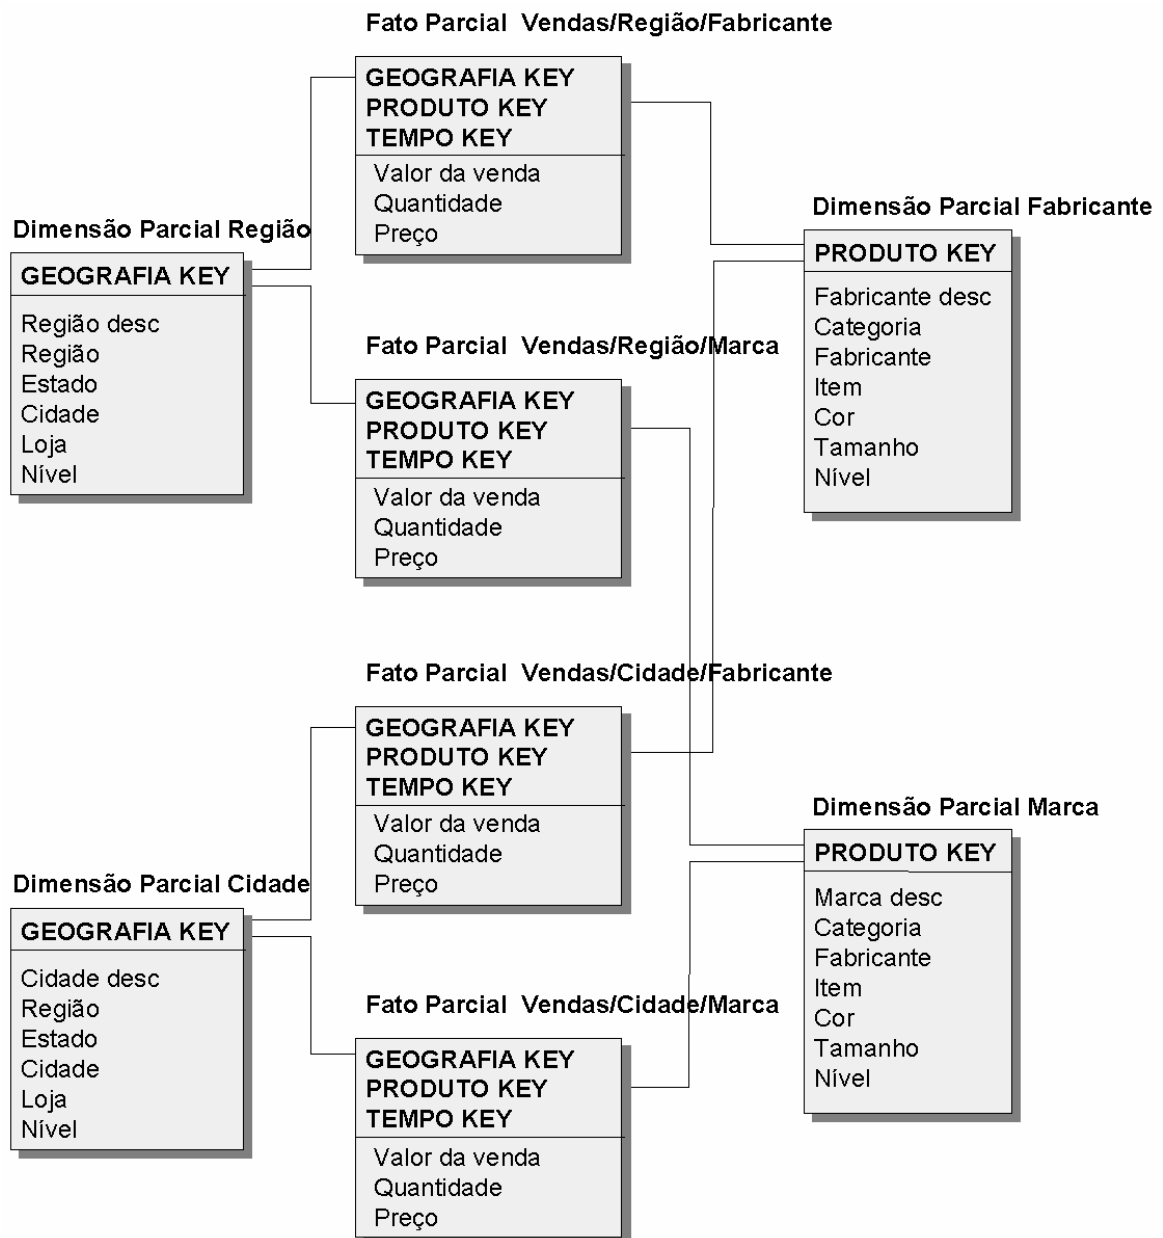 Fato Parcial Vendas/Região/Fabricante
GEOGRAFIA KEY
PRODUTO KEY
TEMPO KEY
Valor da venda
Quantidade
Preço
Dimensão Parcial Região
GEOGRAFIA KEY
Região desc
Região
Estado
Cidade
Loja
Nível
Dimensão Parcial Fabricante
PRODUTO KEY
Fabricante desc
Categoria
Fabricante
Item
Cor
Tamanho
Nível
Fato Parcial Vendas/Região/Marca
GEOGRAFIA KEY
PRODUTO KEY
TEMPO KEY
Valor da venda
Quantidade
Preço
Fato Parcial Vendas/Cidade/Fabricante
GEOGRAFIA KEY
PRODUTO KEY
TEMPO KEY
Valor da venda
Quantidade
Preço
Dimensão Parcial Cidade
GEOGRAFIA KEY
Cidade desc
Região
Estado
Cidade
Loja
Nível
Dimensão Parcial Marca
PRODUTO KEY
Marca desc
Categoria
Fabricante
Item
Cor
Tamanho
Nível
Fato Parcial Vendas/Cidade/Marca
GEOGRAFIA KEY
PRODUTO KEY
TEMPO KEY
Valor da venda
Quantidade
Preço